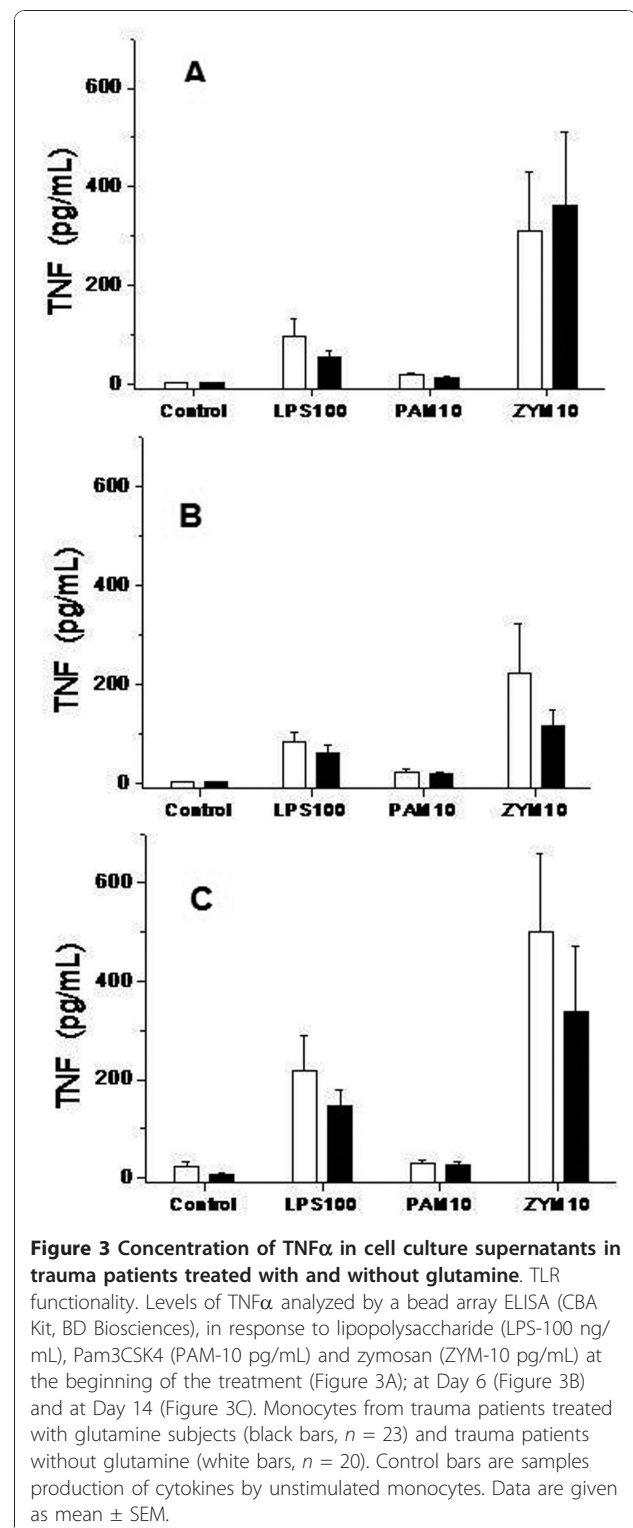 A
600
400
200
0
TNF (pg/mL)
Control LPS100 PAM10 ZYM10
B
600
400
200
0
TNF (pg/mL)
Control LPS100 PAM10 ZYM10
C
600
400
200
0
TNF (pg/mL)
Control LPS100 PAM10 ZYM10
Figure 3 Concentration of TNFα in cell culture supernatants in
trauma patients treated with and without glutamine. TLR
functionality. Levels of TNFα analyzed by a bead array ELISA (CBA
Kit, BD Biosciences), in response to lipopolysaccharide (LPS-100 ng/
mL), Pam3CSK4 (PAM-10 pg/mL) and zymosan (ZYM-10 pg/mL) at
the beginning of the treatment (Figure 3A); at Day 6 (Figure 3B)
and at Day 14 (Figure 3C). Monocytes from trauma patients treated
with glutamine subjects (black bars, n = 23) and trauma patients
without glutamine (white bars, n = 20). Control bars are samples
production of cytokines by unstimulated monocytes. Data are given
as mean ± SEM.